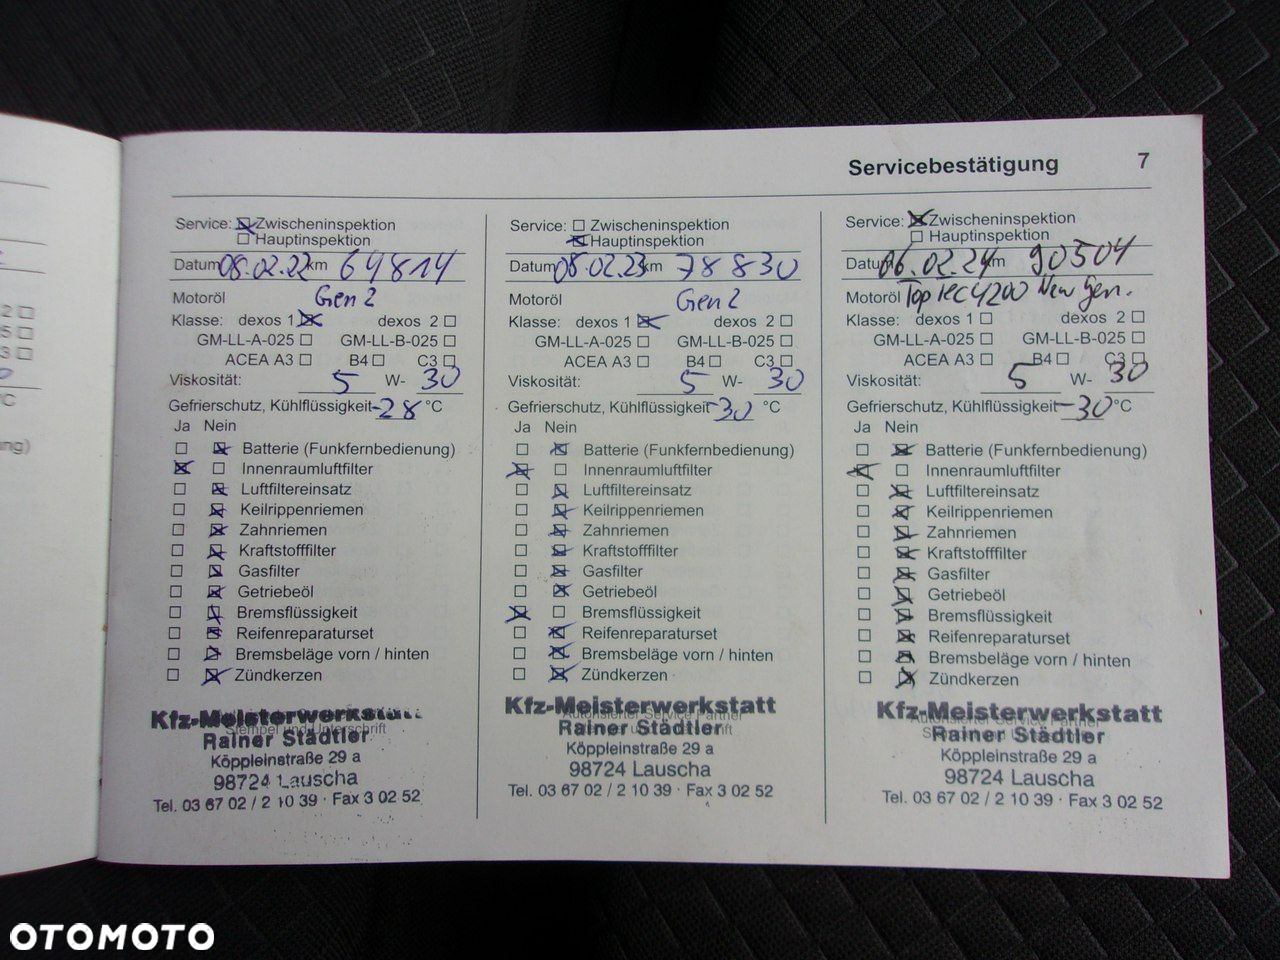 Servicebestätigung 7
Service: Zwischeninspektion
Hauptinspektion
Datum 08.02.22 km 64814
Motoröl Gen 2
Klasse: dexos 1 dexos 2
GM-LL-A-025 GM-LL-B-025
ACEA A3 B4 C3
Viskosität: 5 W- 30
Gefrierschutz, Kühlflüssigkeit -28 °C
Ja Nein
Batterie (Funkfernbedienung)
Innenraumluftfilter
Luftfiltereinsatz
Keilrippenriemen
Zahnriemen
Kraftstofffilter
Gasfilter
Getriebeöl
Bremsflüssigkeit
Reifenreparaturset
Bremsbeläge vorn / hinten
Zündkerzen
Kfz-Meisterwerkstatt
Stempel und Unterschrift
Rainer Städtler
Köppleinstraße 29 a
98724 Lauscha
Tel. 03 67 02 / 2 10 39 · Fax 3 02 52
Service: Zwischeninspektion
Hauptinspektion
Datum 08.02.23 km 78830
Motoröl Gen 2
Klasse: dexos 1 dexos 2
GM-LL-A-025 GM-LL-B-025
ACEA A3 B4 C3
Viskosität: 5 W- 30
Gefrierschutz, Kühlflüssigkeit -30 °C
Ja Nein
Batterie (Funkfernbedienung)
Innenraumluftfilter
Luftfiltereinsatz
Keilrippenriemen
Zahnriemen
Kraftstofffilter
Gasfilter
Getriebeöl
Bremsflüssigkeit
Reifenreparaturset
Bremsbeläge vorn / hinten
Zündkerzen
Kfz-Meisterwerkstatt
Autorisierter Service Partner
Rainer Städtler
Köppleinstraße 29 a
98724 Lauscha
Tel. 03 67 02 / 2 10 39 · Fax 3 02 52
Service: Zwischeninspektion
Hauptinspektion
Datum 06.02.24 km 90504
Motoröl Top Tec 4200 New Gen.
Klasse: dexos 1 dexos 2
GM-LL-A-025 GM-LL-B-025
ACEA A3 B4 C3
Viskosität: 5 W- 30
Gefrierschutz, Kühlflüssigkeit -30 °C
Ja Nein
Batterie (Funkfernbedienung)
Innenraumluftfilter
Luftfiltereinsatz
Keilrippenriemen
Zahnriemen
Kraftstofffilter
Gasfilter
Getriebeöl
Bremsflüssigkeit
Reifenreparaturset
Bremsbeläge vorn / hinten
Zündkerzen
Kfz-Meisterwerkstatt
Autorisierter Service Partner
Rainer Städtler
Köppleinstraße 29 a
98724 Lauscha
Tel. 03 67 02 / 2 10 39 · Fax 3 02 52
OTOMOTO